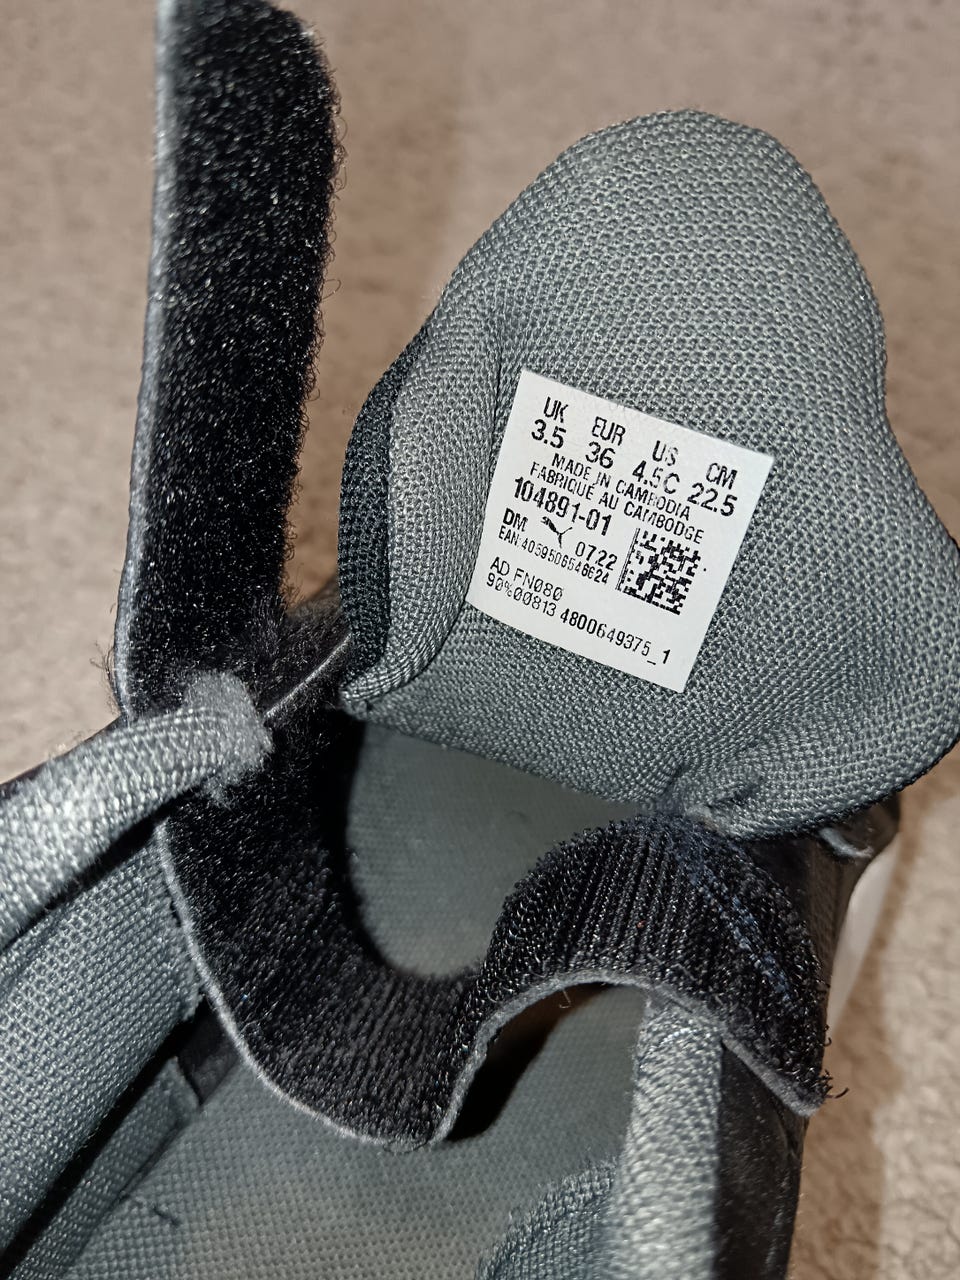 UK EUR US CM
3.5 36 4.5C 22.5
MADE IN CAMBODIA
FABRIQUE AU CAMBODGE
104891-01
DM 0722
EAN:4059506548624
AD FN080
90%00813 4800649375_1